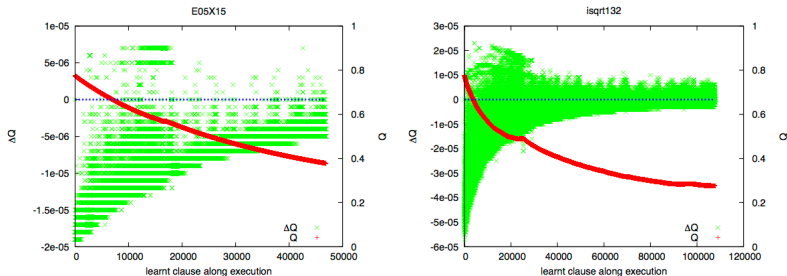 E05X15
1e-05
5e-06
0
-5e-06
-1e-05
-1.5e-05
-2e-05
ΔQ
1
0.8
0.6
0.4
0.2
0
Q
ΔQ
Q
0 10000 20000 30000 40000 50000
learnt clause along execution
isqrt132
3e-05
2e-05
1e-05
0
-1e-05
-2e-05
-3e-05
-4e-05
-5e-05
-6e-05
ΔQ
1
0.8
0.6
0.4
0.2
0
Q
ΔQ
Q
0 20000 40000 60000 80000 100000 120000
learnt clause along execution